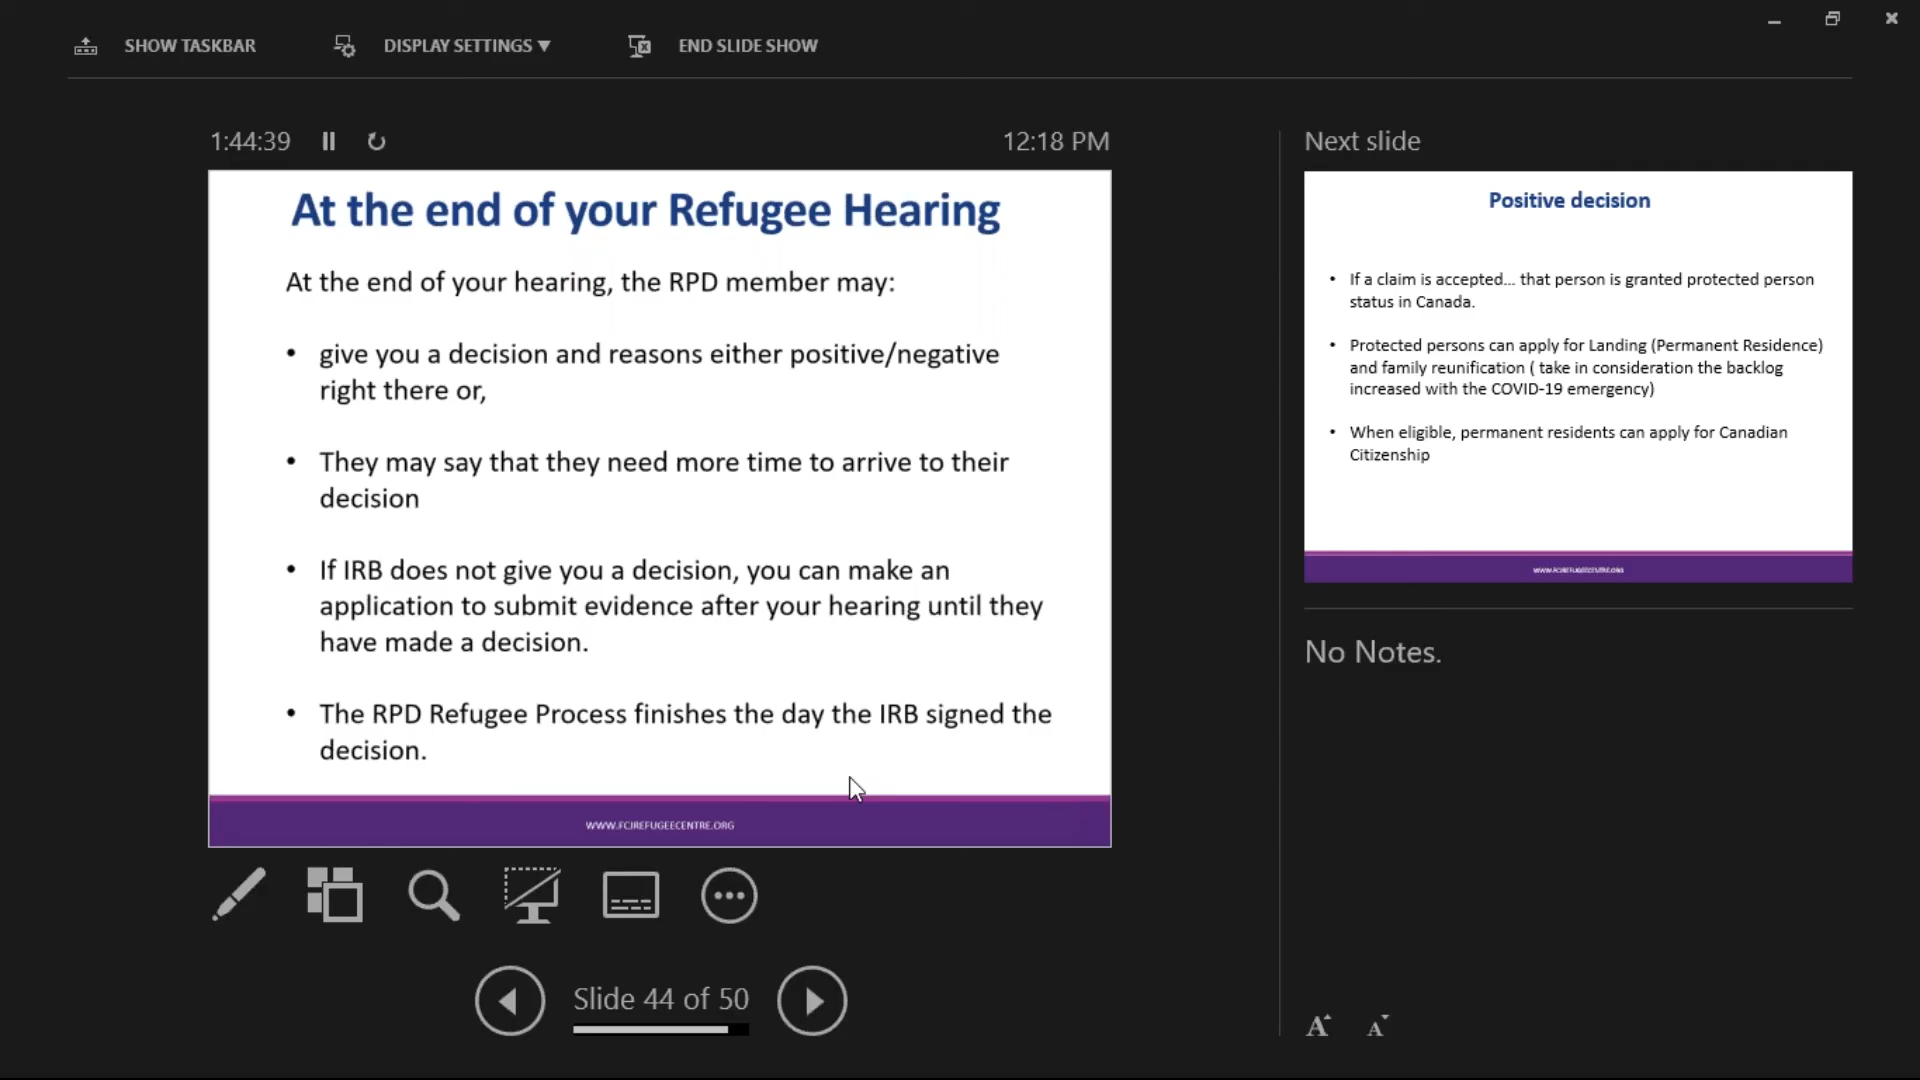 SHOW TASKBAR
DISPLAY SETTINGS ▼
END SLIDE SHOW
1:44:39
12:18 PM
At the end of your Refugee Hearing
At the end of your hearing, the RPD member may:
• give you a decision and reasons either positive/negative
right there or,
• They may say that they need more time to arrive to their
decision
• If IRB does not give you a decision, you can make an
application to submit evidence after your hearing until they
have made a decision.
• The RPD Refugee Process finishes the day the IRB signed the
decision.
WWW.FCJREFUGEECENTRE.ORG
Slide 44 of 50
Next slide
Positive decision
• If a claim is accepted... that person is granted protected person
status in Canada.
• Protected persons can apply for Landing (Permanent Residence)
and family reunification ( take in consideration the backlog
increased with the COVID-19 emergency)
• When eligible, permanent residents can apply for Canadian
Citizenship
WWW.FCJREFUGEECENTRE.ORG
No Notes.
A
A